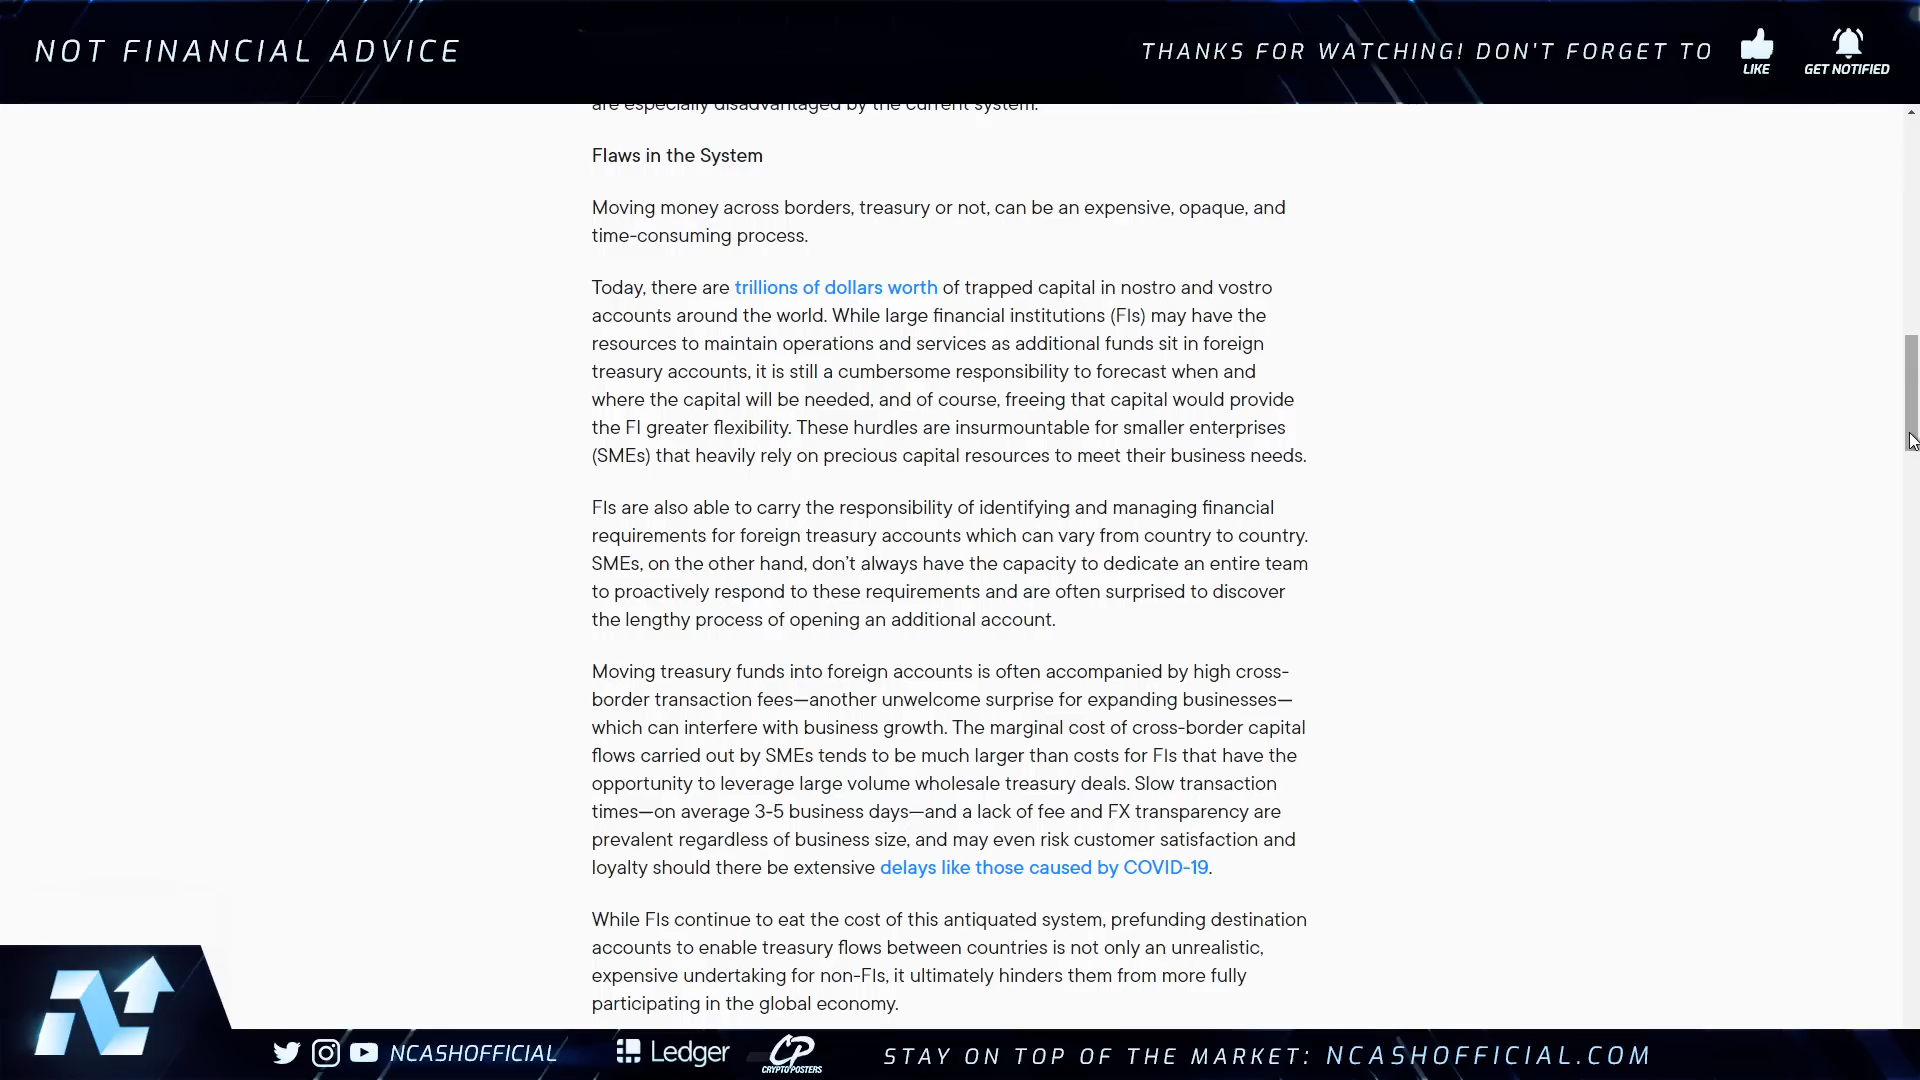 NOT FINANCIAL ADVICE
THANKS FOR WATCHING! DON'T FORGET TO
LIKE
GET NOTIFIED
are especially disadvantaged by the current system.
Flaws in the System
Moving money across borders, treasury or not, can be an expensive, opaque, and
time-consuming process.
Today, there are trillions of dollars worth of trapped capital in nostro and vostro
accounts around the world. While large financial institutions (FIs) may have the
resources to maintain operations and services as additional funds sit in foreign
treasury accounts, it is still a cumbersome responsibility to forecast when and
where the capital will be needed, and of course, freeing that capital would provide
the FI greater flexibility. These hurdles are insurmountable for smaller enterprises
(SMEs) that heavily rely on precious capital resources to meet their business needs.
FIs are also able to carry the responsibility of identifying and managing financial
requirements for foreign treasury accounts which can vary from country to country.
SMEs, on the other hand, don't always have the capacity to dedicate an entire team
to proactively respond to these requirements and are often surprised to discover
the lengthy process of opening an additional account.
Moving treasury funds into foreign accounts is often accompanied by high cross-
border transaction fees—another unwelcome surprise for expanding businesses—
which can interfere with business growth. The marginal cost of cross-border capital
flows carried out by SMEs tends to be much larger than costs for FIs that have the
opportunity to leverage large volume wholesale treasury deals. Slow transaction
times—on average 3-5 business days—and a lack of fee and FX transparency are
prevalent regardless of business size, and may even risk customer satisfaction and
loyalty should there be extensive delays like those caused by COVID-19.
While FIs continue to eat the cost of this antiquated system, prefunding destination
accounts to enable treasury flows between countries is not only an unrealistic,
expensive undertaking for non-FIs, it ultimately hinders them from more fully
participating in the global economy.
NCASHOFFICIAL
Ledger
CP
CRYPTOPOSTERS
STAY ON TOP OF THE MARKET: NCASHOFFICIAL.COM